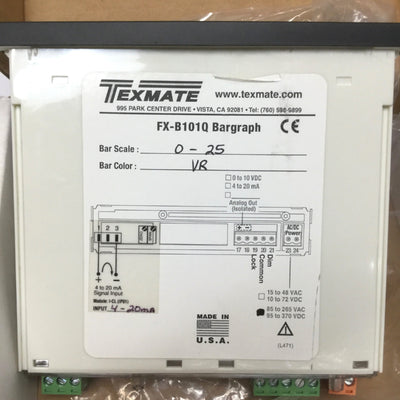 TEXMATE
www.texmate.com
995 PARK CENTER DRIVE • VISTA, CA 92081 • Tel: (760) 598-9899
FX-B101Q Bargraph CE
Bar Scale: 0-25
Bar Color: VR
0 to 10 VDC
4 to 20 mA
Analog Out
(Isolated)
1 2 3
+ -
AC/DC
Power
17 18 19 20 21
23 24
Dim
Common
Lock
+ -
4 to 20 mA
Signal Input
INPUT 4-20mA
15 to 48 VAC
10 to 72 VDC
85 to 265 VAC
95 to 370 VDC
MADE IN
U.S.A.
(L471)